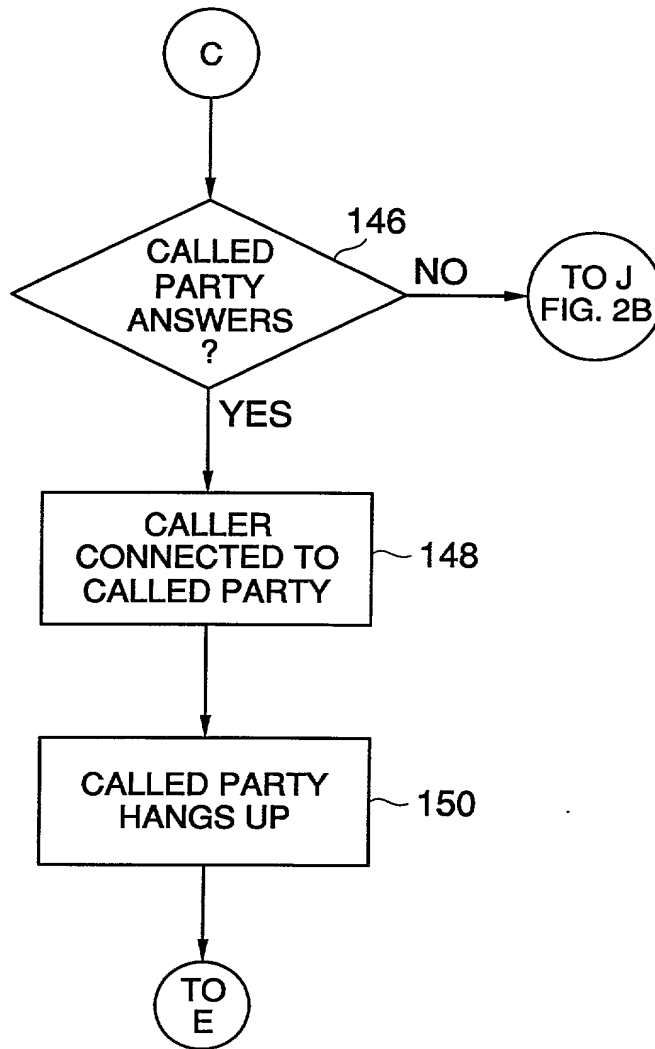 C
146
CALLED
PARTY
ANSWERS
?
NO
TO J
FIG. 2B
YES
CALLER
CONNECTED TO
CALLED PARTY
148
CALLED PARTY
HANGS UP
150
TO
E